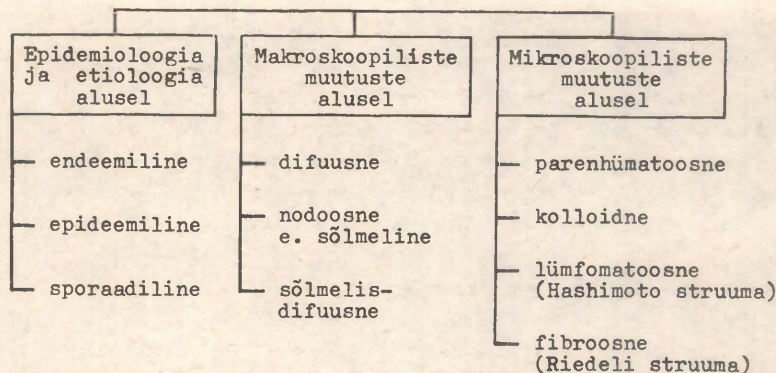 Epidemioloogia
ja etioloogia
alusel
endeemiline
epideemiline
sporaadiline
Makroskoopiliste
muutuste
alusel
difuusne
nodoosne
e. sõlmeline
sõlmelis-
difuusne
Mikroskoopiliste
muutuste
alusel
parenhümatoosne
kolloidne
lümfomatoosne
(Hashimoto struuma)
fibroosne
(Riedeli struuma)